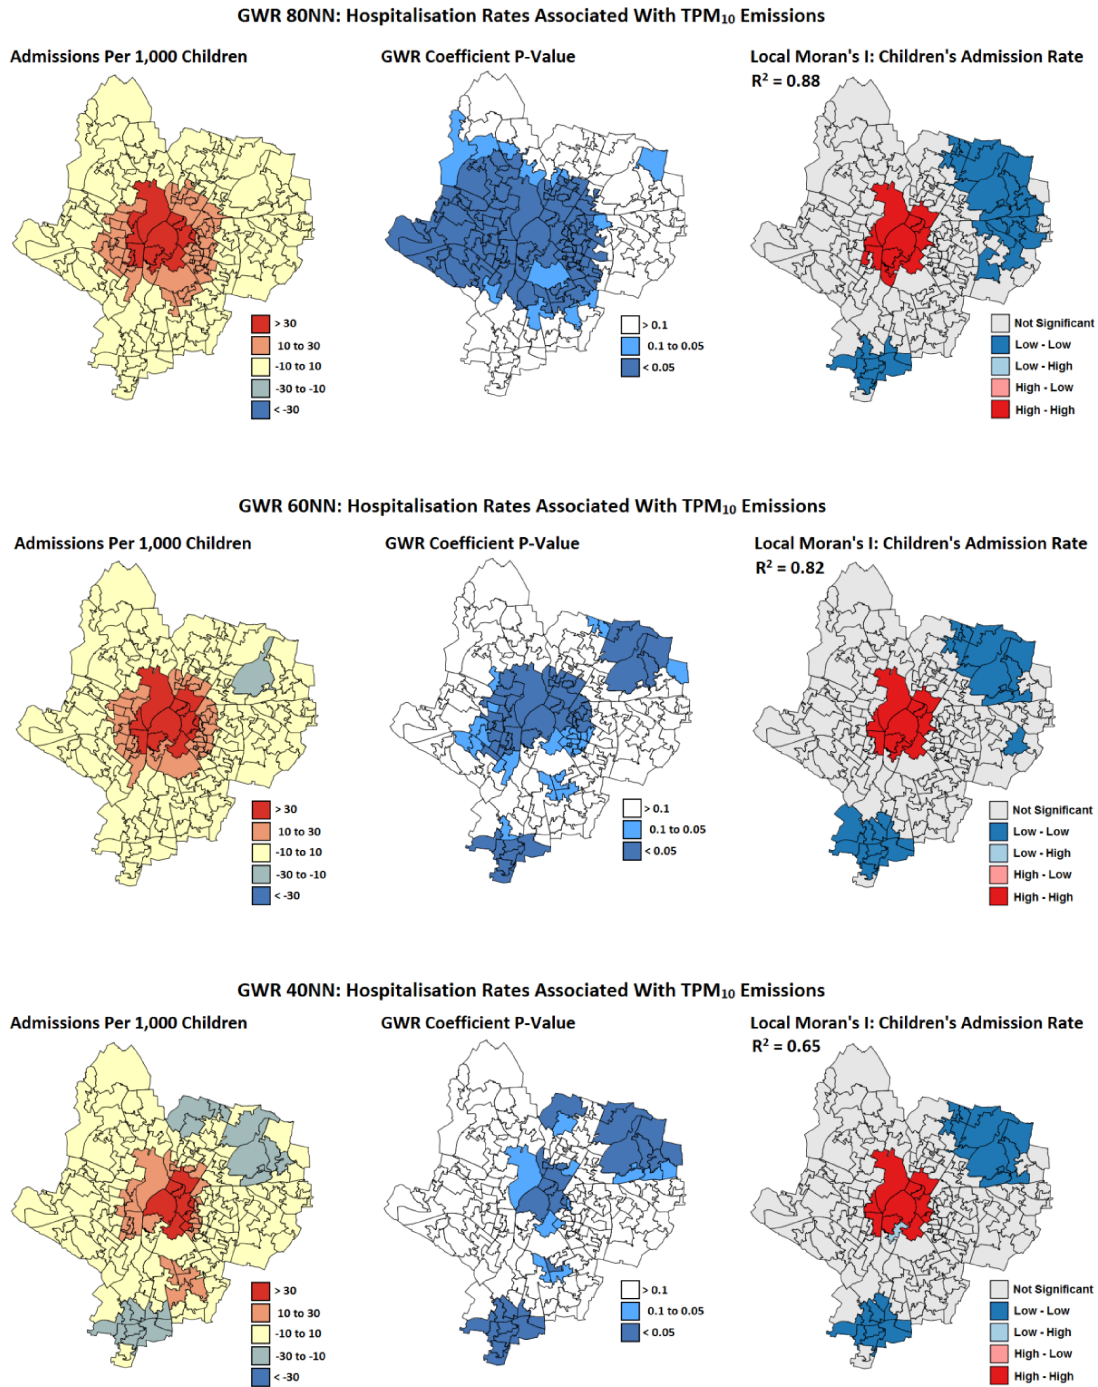 GWR 80NN: Hospitalisation Rates Associated With TPM₁₀ Emissions
Admissions Per 1,000 Children
GWR Coefficient P-Value
Local Moran's I: Children's Admission Rate
R² = 0.88
> 30
10 to 30
-10 to 10
-30 to -10
< -30
> 0.1
0.1 to 0.05
< 0.05
Not Significant
Low - Low
Low - High
High - Low
High - High
GWR 60NN: Hospitalisation Rates Associated With TPM₁₀ Emissions
Admissions Per 1,000 Children
GWR Coefficient P-Value
Local Moran's I: Children's Admission Rate
R² = 0.82
> 30
10 to 30
-10 to 10
-30 to -10
< -30
> 0.1
0.1 to 0.05
< 0.05
Not Significant
Low - Low
Low - High
High - Low
High - High
GWR 40NN: Hospitalisation Rates Associated With TPM₁₀ Emissions
Admissions Per 1,000 Children
GWR Coefficient P-Value
Local Moran's I: Children's Admission Rate
R² = 0.65
> 30
10 to 30
-10 to 10
-30 to -10
< -30
> 0.1
0.1 to 0.05
< 0.05
Not Significant
Low - Low
Low - High
High - Low
High - High